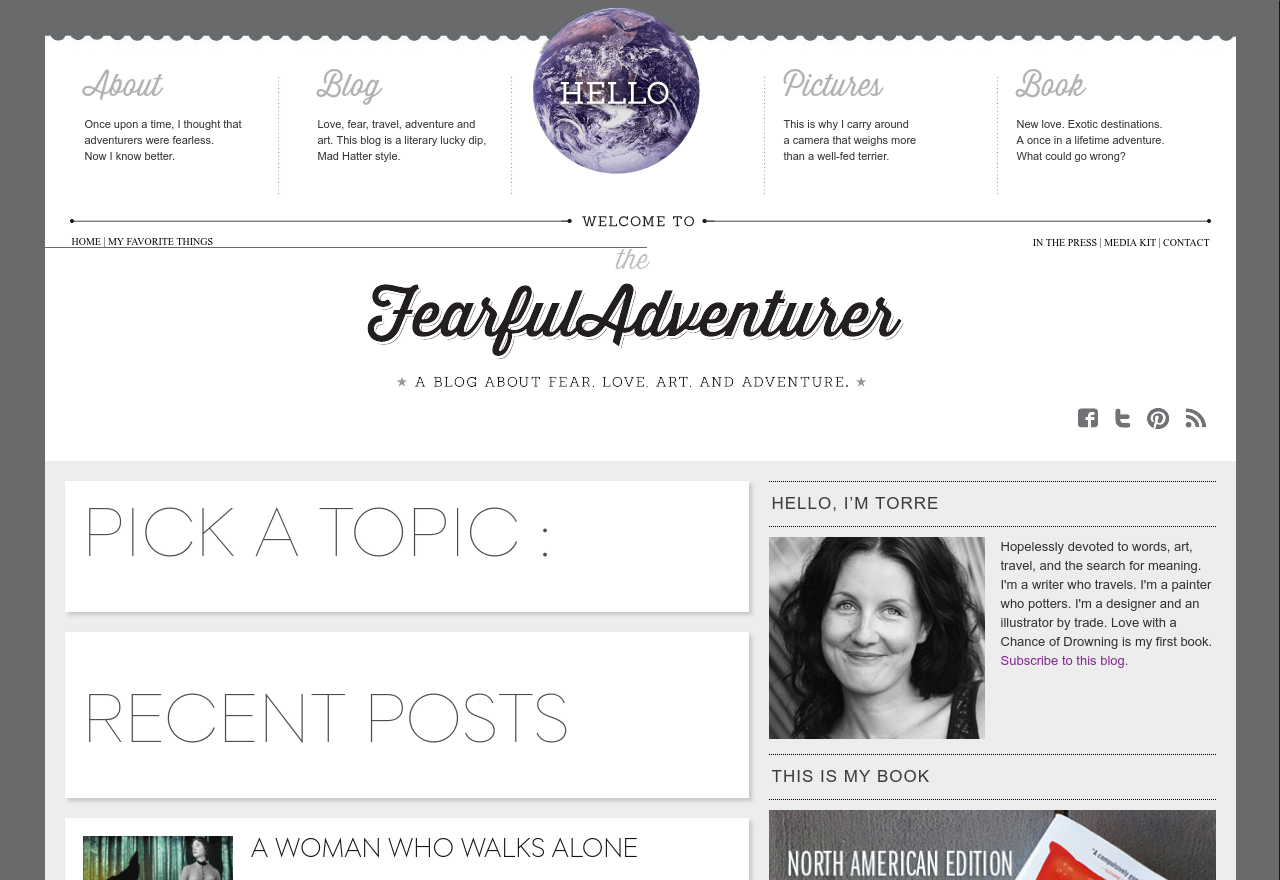 About
Once upon a time, I thought that
adventurers were fearless.
Now I know better.
Blog
Love, fear, travel, adventure and
art. This blog is a literary lucky dip,
Mad Hatter style.
HELLO
Pictures
This is why I carry around
a camera that weighs more
than a well-fed terrier.
Book
New love. Exotic destinations.
A once in a lifetime adventure.
What could go wrong?
WELCOME TO
HOME | MY FAVORITE THINGS
IN THE PRESS | MEDIA KIT | CONTACT
the
Fearful Adventurer
★ A BLOG ABOUT FEAR. LOVE. ART. AND ADVENTURE. ★
PICK A TOPIC :
RECENT POSTS
A WOMAN WHO WALKS ALONE
HELLO, I'M TORRE
Hopelessly devoted to words, art,
travel, and the search for meaning.
I'm a writer who travels. I'm a painter
who potters. I'm a designer and an
illustrator by trade. Love with a
Chance of Drowning is my first book.
Subscribe to this blog.
THIS IS MY BOOK
NORTH AMERICAN EDITION